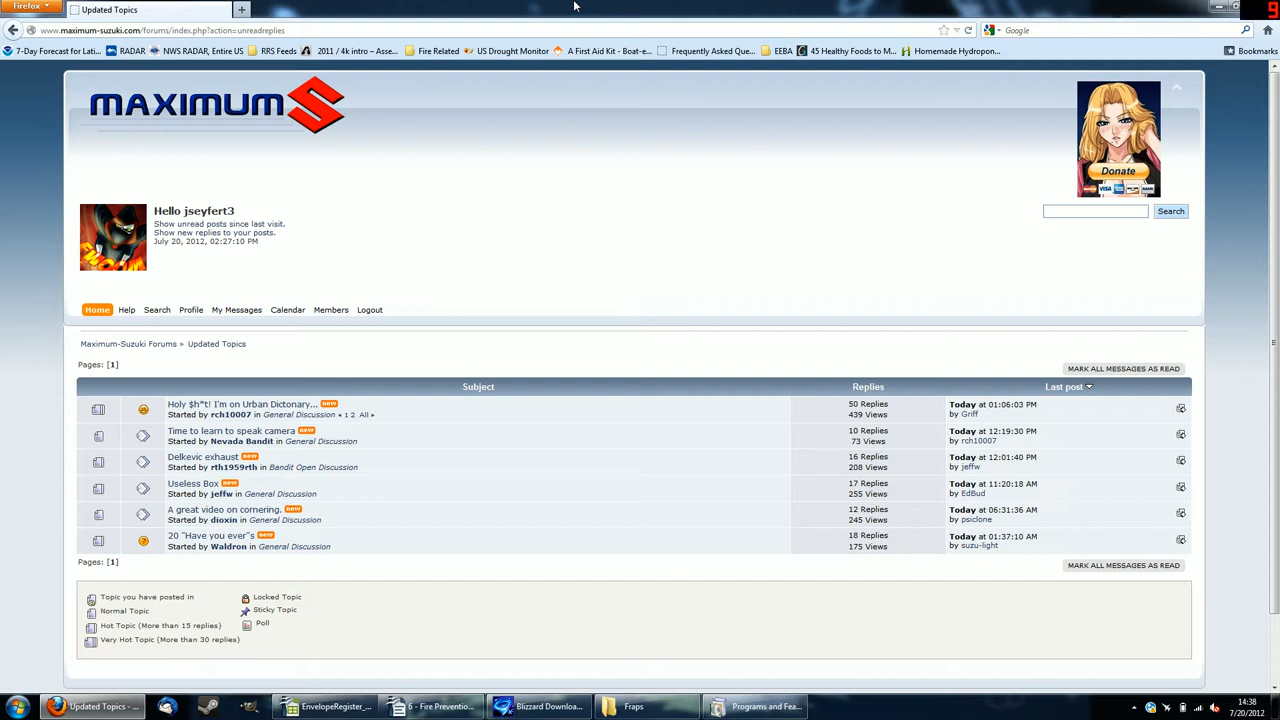 Firefox
Updated Topics
9
www.maximum-suzuki.com/forums/index.php?action=unreadreplies
Google
7-Day Forecast for Lati...
RADAR
NWS RADAR, Entire US
RRS Feeds
2011 / 4k intro – Asse...
Fire Related
US Drought Monitor
A First Aid Kit - Boat-e...
Frequently Asked Que...
EEBA
45 Healthy Foods to M...
Homemade Hydropon...
Bookmarks
MAXIMUM S
Donate
VISA
Hello jseyfert3
Show unread posts since last visit.
Show new replies to your posts.
July 20, 2012, 02:27:10 PM
Search
Home Help Search Profile My Messages Calendar Members Logout
Maximum-Suzuki Forums » Updated Topics
Pages: [1]
MARK ALL MESSAGES AS READ
Subject Replies Last post
Holy $h*t! I'm on Urban Dictonary... new
Started by rch10007 in General Discussion « 1 2 All »
50 Replies
439 Views
Today at 01:06:03 PM
by Griff
Time to learn to speak camera new
Started by Nevada Bandit in General Discussion
10 Replies
73 Views
Today at 12:19:30 PM
by rch10007
Delkevic exhaust new
Started by rth1959rth in Bandit Open Discussion
16 Replies
208 Views
Today at 12:01:40 PM
by jeffw
Useless Box new
Started by jeffw in General Discussion
17 Replies
255 Views
Today at 11:20:18 AM
by EdBud
A great video on cornering. new
Started by dioxin in General Discussion
12 Replies
245 Views
Today at 06:31:36 AM
by psiclone
20 "Have you ever"s new
Started by Waldron in General Discussion
18 Replies
175 Views
Today at 01:37:10 AM
by suzu-light
Pages: [1]
MARK ALL MESSAGES AS READ
Topic you have posted in
Normal Topic
Hot Topic (More than 15 replies)
Very Hot Topic (More than 30 replies)
Locked Topic
Sticky Topic
Poll
Updated Topics - ...
EnvelopeRegister_...
6 - Fire Preventio...
Blizzard Downloa...
Fraps
Programs and Fea...
14:38
7/20/2012